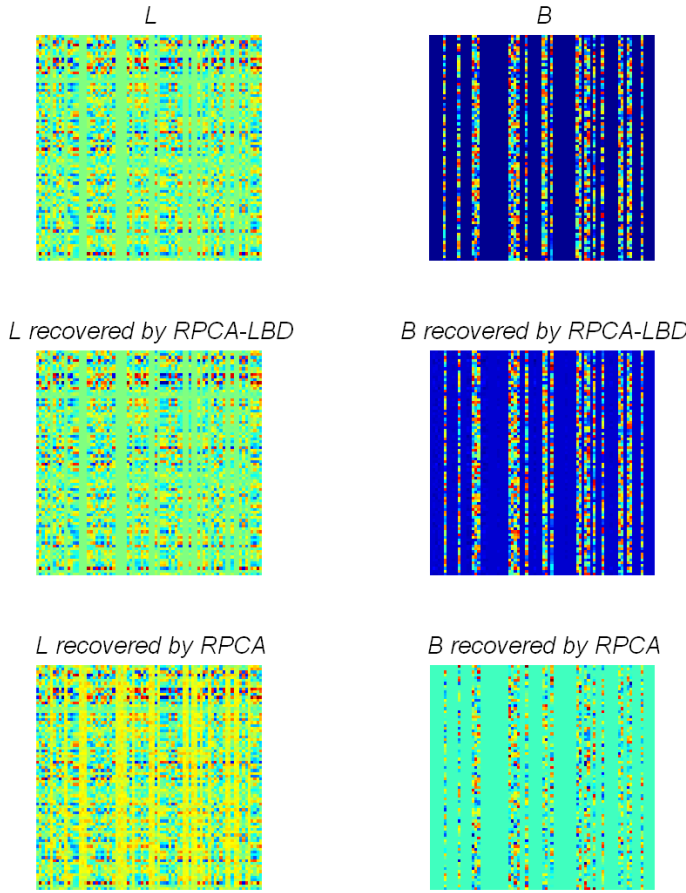 L
B
L recovered by RPCA-LBD
B recovered by RPCA-LBD
L recovered by RPCA
B recovered by RPCA